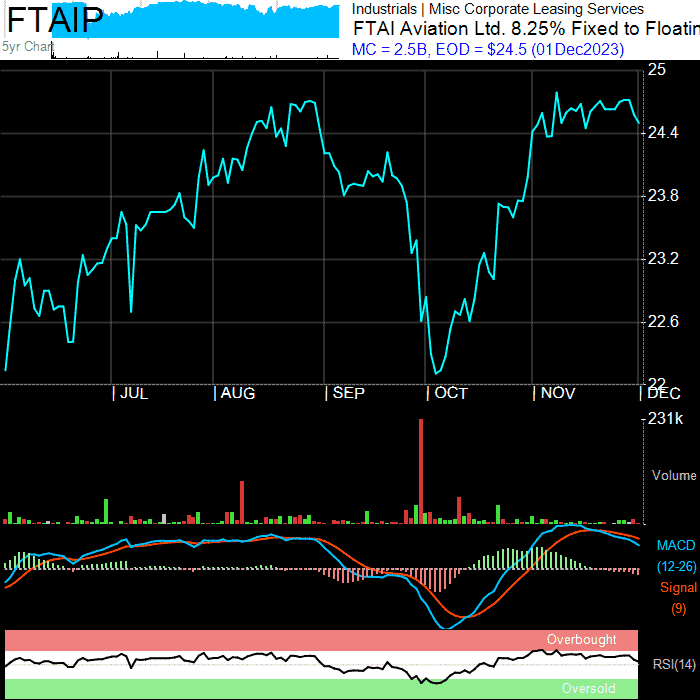 FTAIP
5yr Chart
Industrials | Misc Corporate Leasing Services
FTAI Aviation Ltd. 8.25% Fixed to Floatin
MC = 2.5B, EOD = $24.5 (01Dec2023)
25
24.4
23.8
23.2
22.6
22
| JUL | AUG | SEP | OCT | NOV | DEC
231k
Volume
MACD
(12-26)
Signal
(9)
Overbought
RSI(14)
Oversold